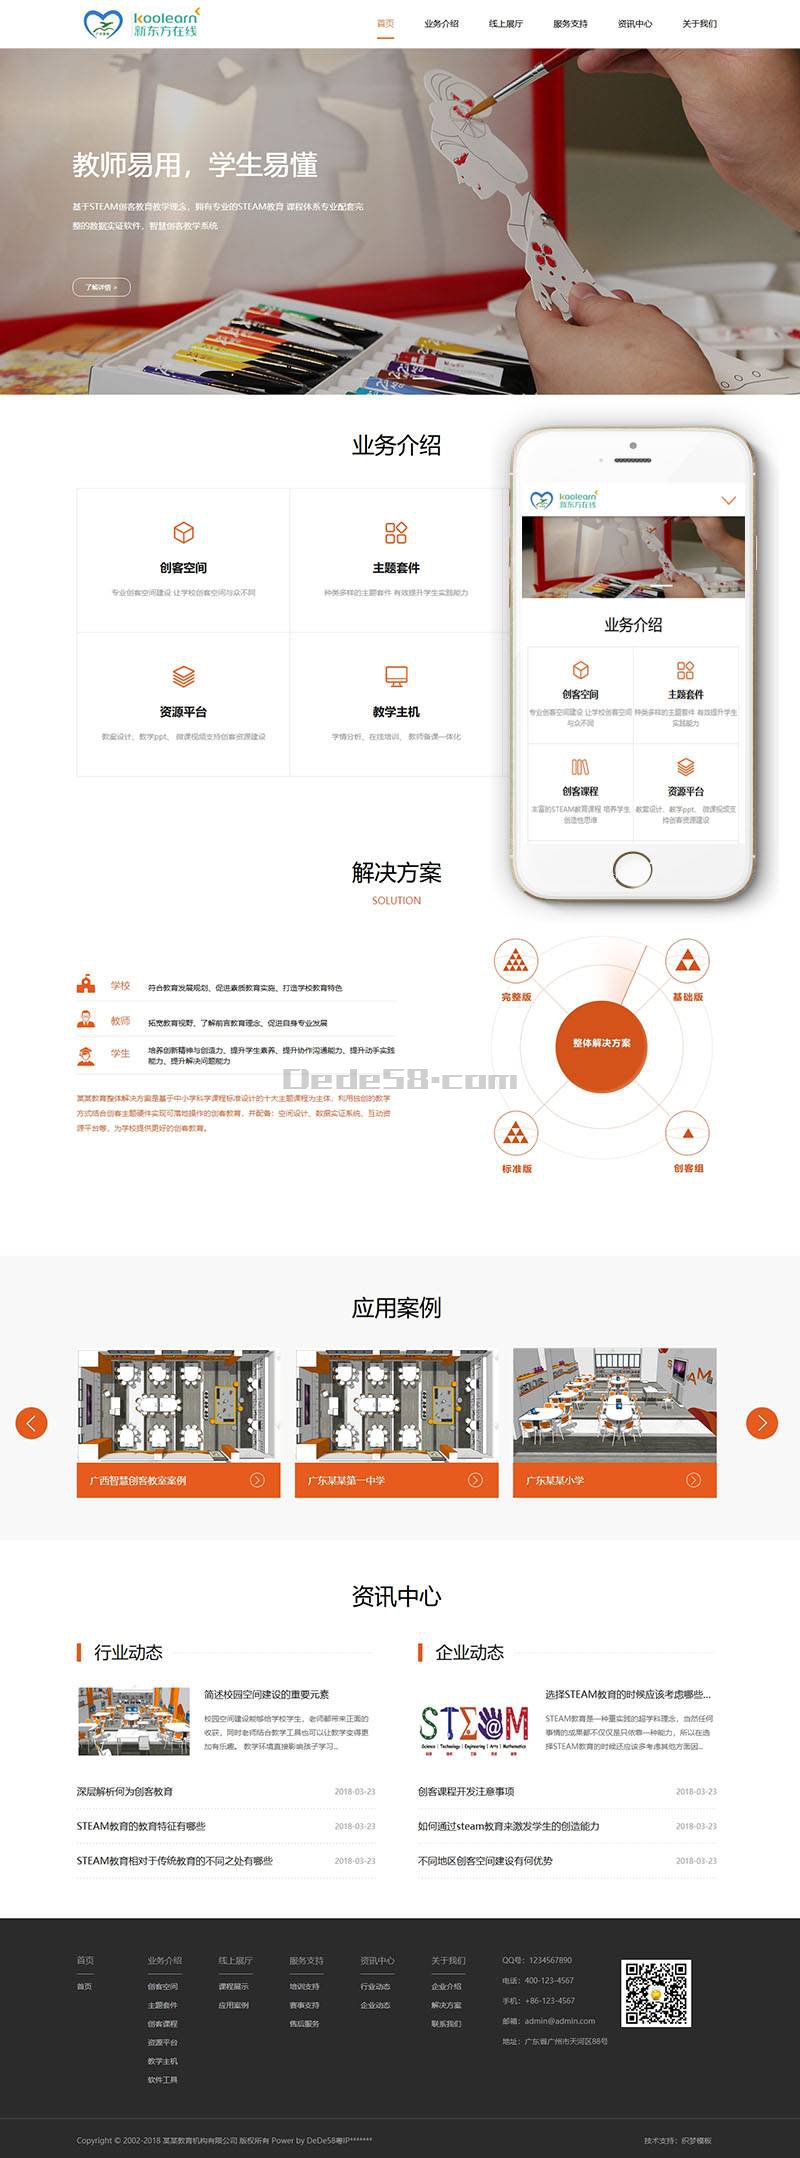 koolearn
新东方在线
首页 业务介绍 线上展厅 服务支持 资讯中心 关于我们
教师易用，学生易懂
基于STEAM创客教育教学理念，拥有专业的STEAM教育 课程体系专业配套完
整的数据实证软件，智慧创客教学系统
了解详情 >
业务介绍
创客空间
专业创客空间建设 让学校创客空间与众不同
主题套件
种类多样的主题套件 有效提升学生实践能力
资源平台
教室设计、教学ppt、微课视频支持创客资源建设
教学主机
学情分析、在线培训、教师备课一体化
koolearn
新东方在线
业务介绍
创客空间
专业创客空间建设 让学校创客空间
与众不同
主题套件
种类多样的主题套件 有效提升学生
实践能力
创客课程
丰富的STEAM教育课程 培养学生
创造性思维
资源平台
教室设计、教学ppt、微课视频支
持创客资源建设
解决方案
SOLUTION
学校 符合教育发展规划、促进素质教育实施、打造学校教育特色
教师 拓宽教育视野、了解前言教育理念、促进自身专业发展
学生 培养创新精神与创造力、提升学生素养、提升协作沟通能力、提升动手实践
能力、提升解决问题能力
某某教育整体解决方案是基于中小学科学课程标准设计的十大主题课程为主体，利用独创的教学
方式结合创客主题硬件实现可落地操作的创客教育，并配备：空间设计、数据实证系统、互动资
源平台等，为学校提供更好的创客教育。
Dede58.com
完整版
基础版
整体解决方案
标准版
创客组
应用案例
广西智慧创客教室案例
广东某某第一中学
广东某某小学
资讯中心
行业动态
简述校园空间建设的重要元素
校园空间建设能够给学校学生，老师都带来正面的
收获，同时老师结合教学工具也可以让教学变得更
加有乐趣。 教学环境直接影响孩子学习...
深层解析何为创客教育 2018-03-23
STEAM教育的教育特征有哪些 2018-03-23
STEAM教育相对于传统教育的不同之处有哪些 2018-03-23
企业动态
STEAM
Science | Technology | Engineering | Arts | Mathematics
选择STEAM教育的时候应该考虑哪些...
STEAM教育是一种重实践的超学科理念，当然任何
事情的成果都不仅仅是只依靠一种能力，所以在选
择STEAM教育的时候还应该多考虑其他方面因...
创客课程开发注意事项 2018-03-23
如何通过steam教育来激发学生的创造能力 2018-03-23
不同地区创客空间建设有何优势 2018-03-23
首页
首页
业务介绍
创客空间
主题套件
创客课程
资源平台
教学主机
软件工具
线上展厅
课程展示
应用案例
服务支持
培训支持
赛事支持
售后服务
资讯中心
行业动态
企业动态
关于我们
企业介绍
解决方案
联系我们
QQ号：1234567890
电话：400-123-4567
手机：+86-123-4567
邮箱：admin@admin.com
地址：广东省广州市天河区88号
Copyright © 2002-2018 某某教育机构有限公司 版权所有 Power by DeDe58粤IP*******
技术支持：织梦模板